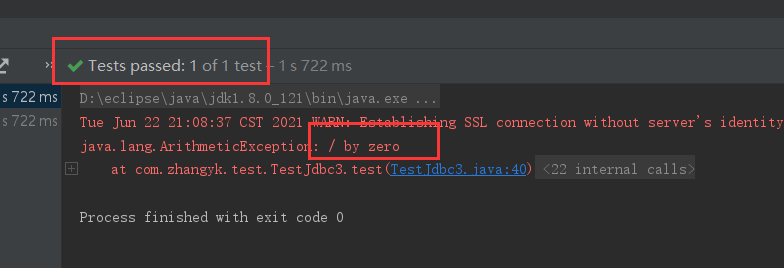 » Tests passed: 1 of 1 test – 1 s 722 ms
s 722 ms D:\eclipse\java\jdk1.8.0_121\bin\java.exe ...
s 722 ms Tue Jun 22 21:08:37 CST 2021 WARN: Establishing SSL connection without server's identity
java.lang.ArithmeticException: / by zero
at com.zhangyk.test.TestJdbc3.test(TestJdbc3.java:40) <22 internal calls>
Process finished with exit code 0